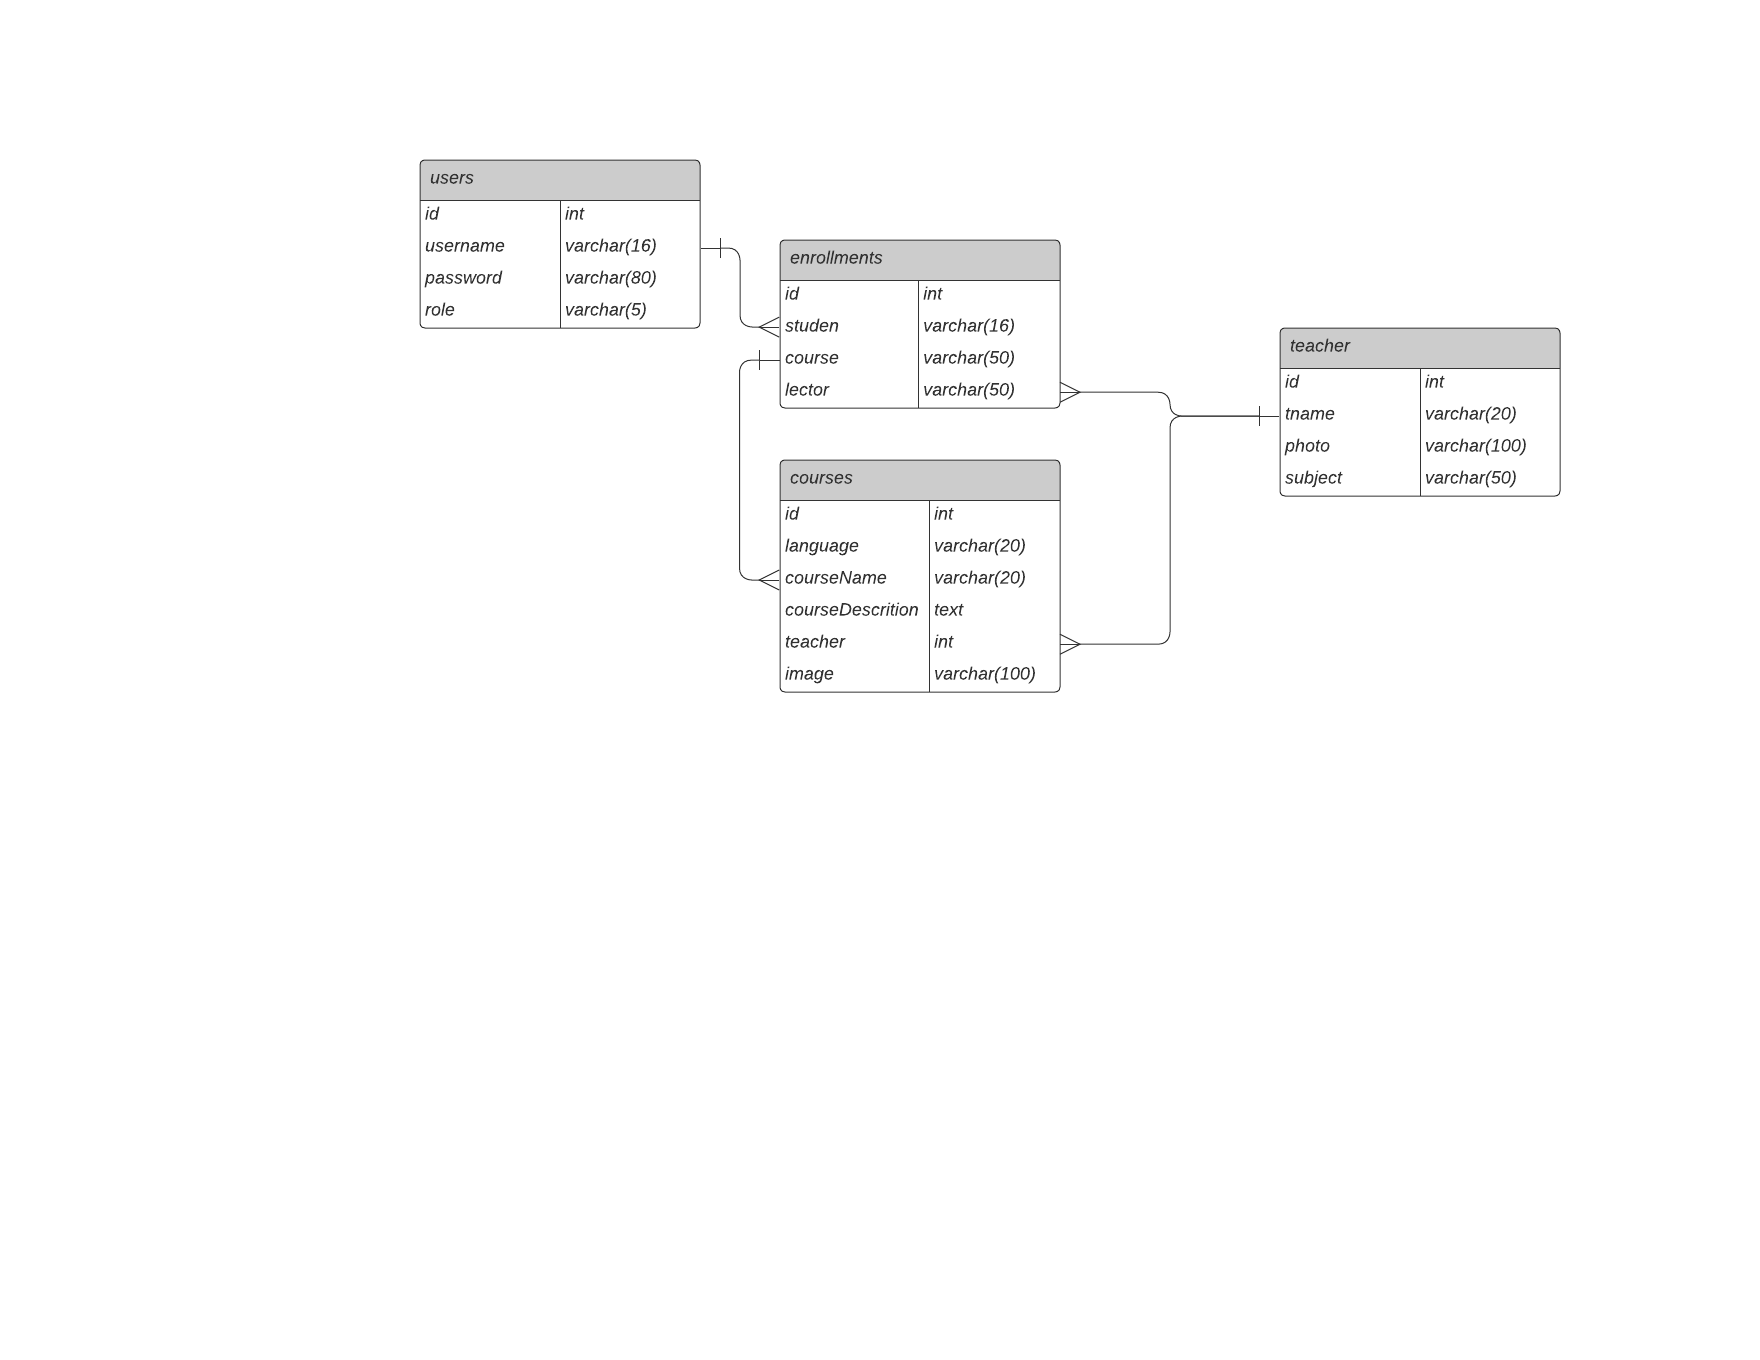 users
id int
username varchar(16)
password varchar(80)
role varchar(5)
enrollments
id int
studen varchar(16)
course varchar(50)
lector varchar(50)
teacher
id int
tname varchar(20)
photo varchar(100)
subject varchar(50)
courses
id int
language varchar(20)
courseName varchar(20)
courseDescrition text
teacher int
image varchar(100)